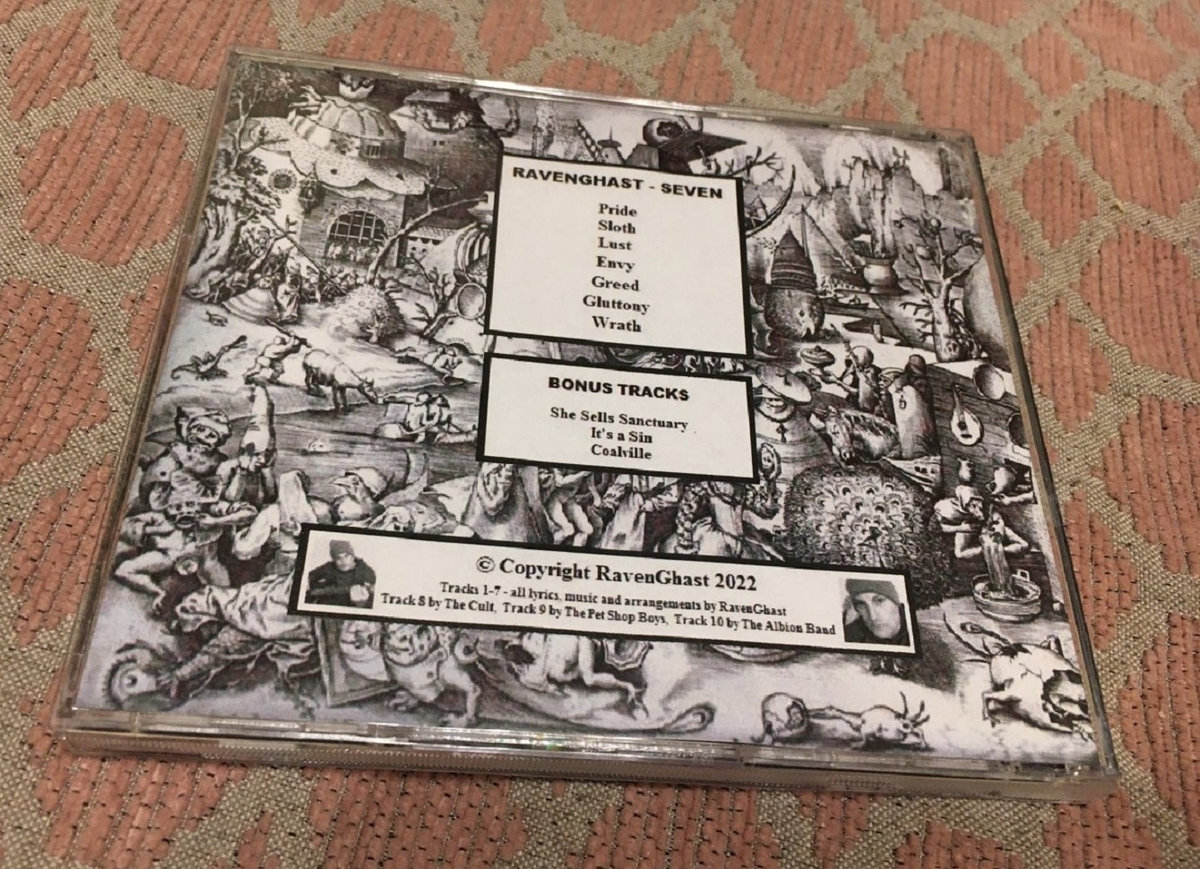 RAVENGHAST - SEVEN
Pride
Sloth
Lust
Envy
Greed
Gluttony
Wrath
BONUS TRACKS
She Sells Sanctuary
It's a Sin
Coalville
© Copyright RavenGhast 2022
Tracks 1-7 - all lyrics, music and arrangements by RavenGhast
Track 8 by The Cult, Track 9 by The Pet Shop Boys, Track 10 by The Albion Band